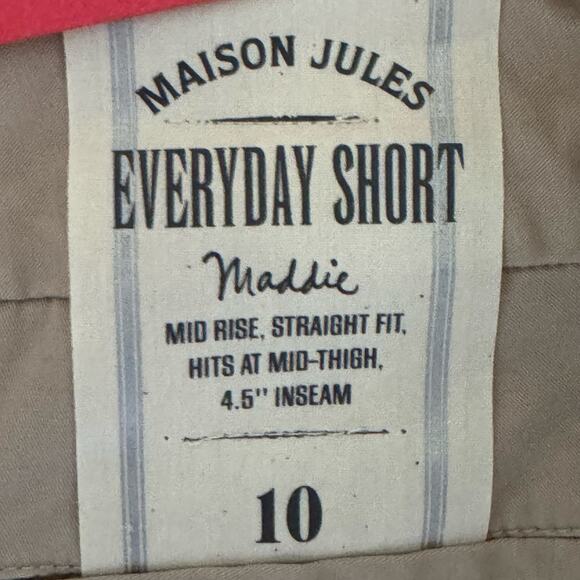 MAISON JULES
EVERYDAY SHORT
Maddie
MID RISE, STRAIGHT FIT,
HITS AT MID-THIGH,
4.5" INSEAM
10